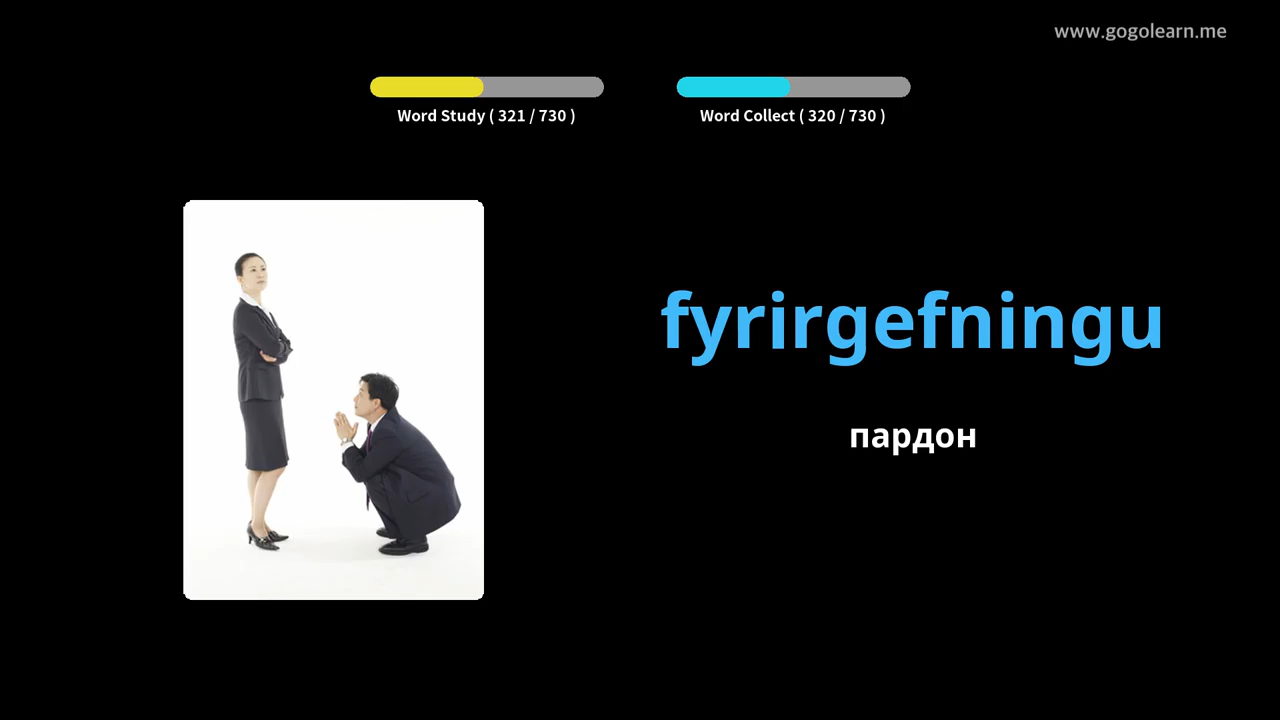 www.gogolearn.me
Word Study ( 321 / 730 )
Word Collect ( 320 / 730 )
fyrirgefningu
пардон